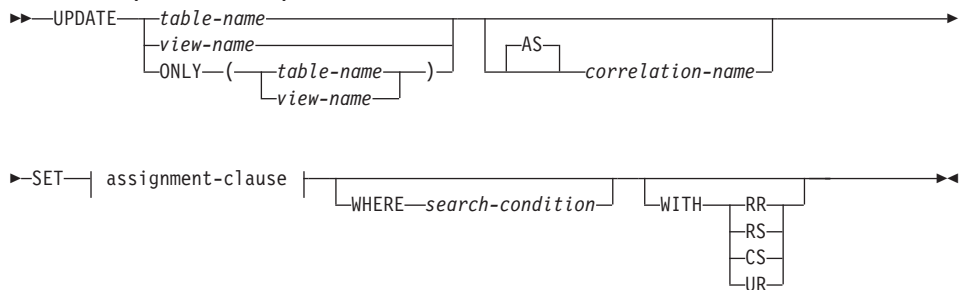 UPDATE table-name
view-name AS
ONLY ( table-name ) correlation-name
view-name
SET assignment-clause
WHERE search-condition WITH RR
RS
CS
UR